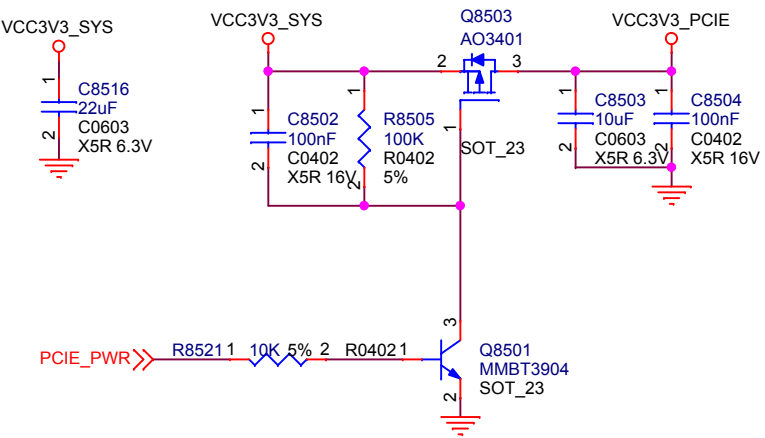 VCC3V3_SYS
1
C8516
22uF
2
C0603
X5R 6.3V
VCC3V3_SYS
1
C8502
100nF
2
C0402
X5R 16V
1
R8505
100K
2
R0402
5%
Q8503
AO3401
2
3
1
SOT_23
VCC3V3_PCIE
1
C8503
10uF
2
C0603
X5R 6.3V
1
C8504
100nF
2
C0402
X5R 16V
PCIE_PWR
R8521 1 10K 5% 2 R0402 1
3
Q8501
MMBT3904
SOT_23
2